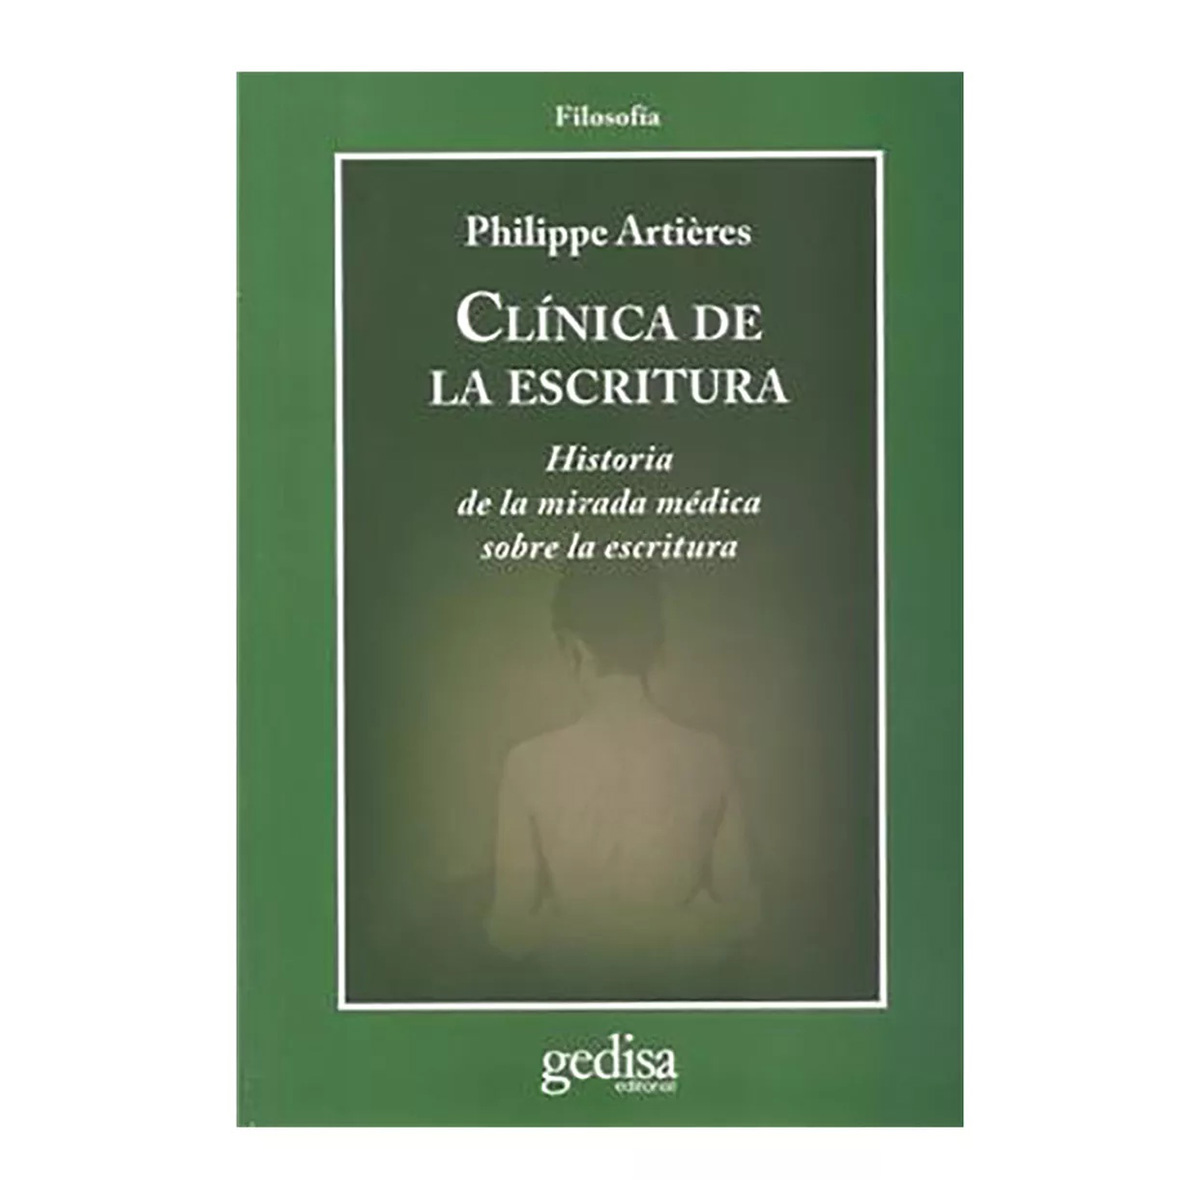 Filosofía
Philippe Artières
CLÍNICA DE
LA ESCRITURA
Historia
de la mirada médica
sobre la escritura
gedisa
editorial